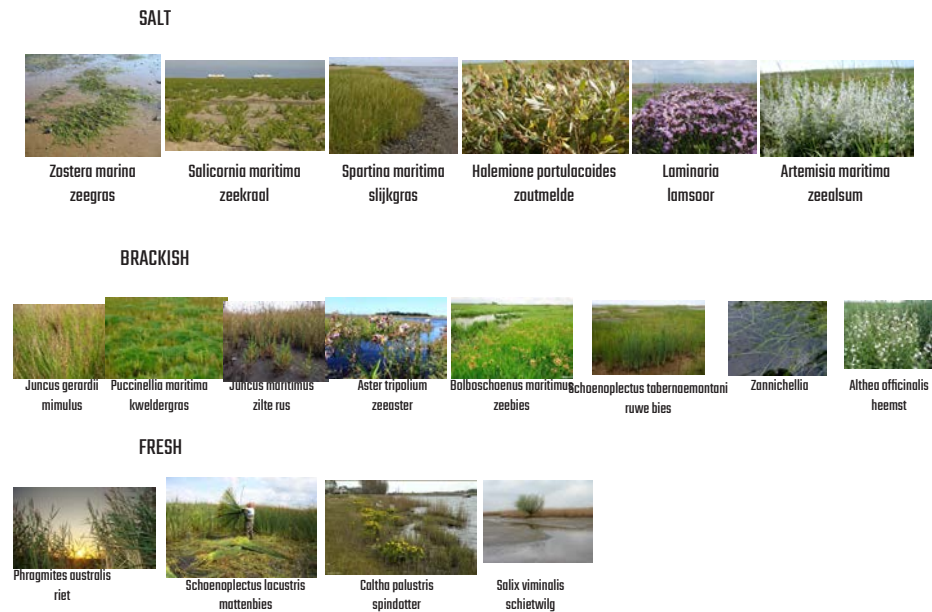 SALT
Zostera marina
zeegras
Salicornia maritima
zeekraal
Spartina maritima
slijkgras
Halemione portulacoides
zoutmelde
Laminaria
lamsoor
Artemisia maritima
zeealsum
BRACKISH
Juncus gerardii
mimulus
Puccinellia maritima
kweldergras
Juncus maritimus
zilte rus
Aster tripolium
zeeaster
Bolboschoenus maritimus
zeebies
Schoenoplectus tabernaemontani
ruwe bies
Zannichellia
Althea officinalis
heemst
FRESH
Phragmites australis
riet
Schoenoplectus lacustris
mattenbies
Caltha palustris
spindotter
Salix viminalis
schietwilg